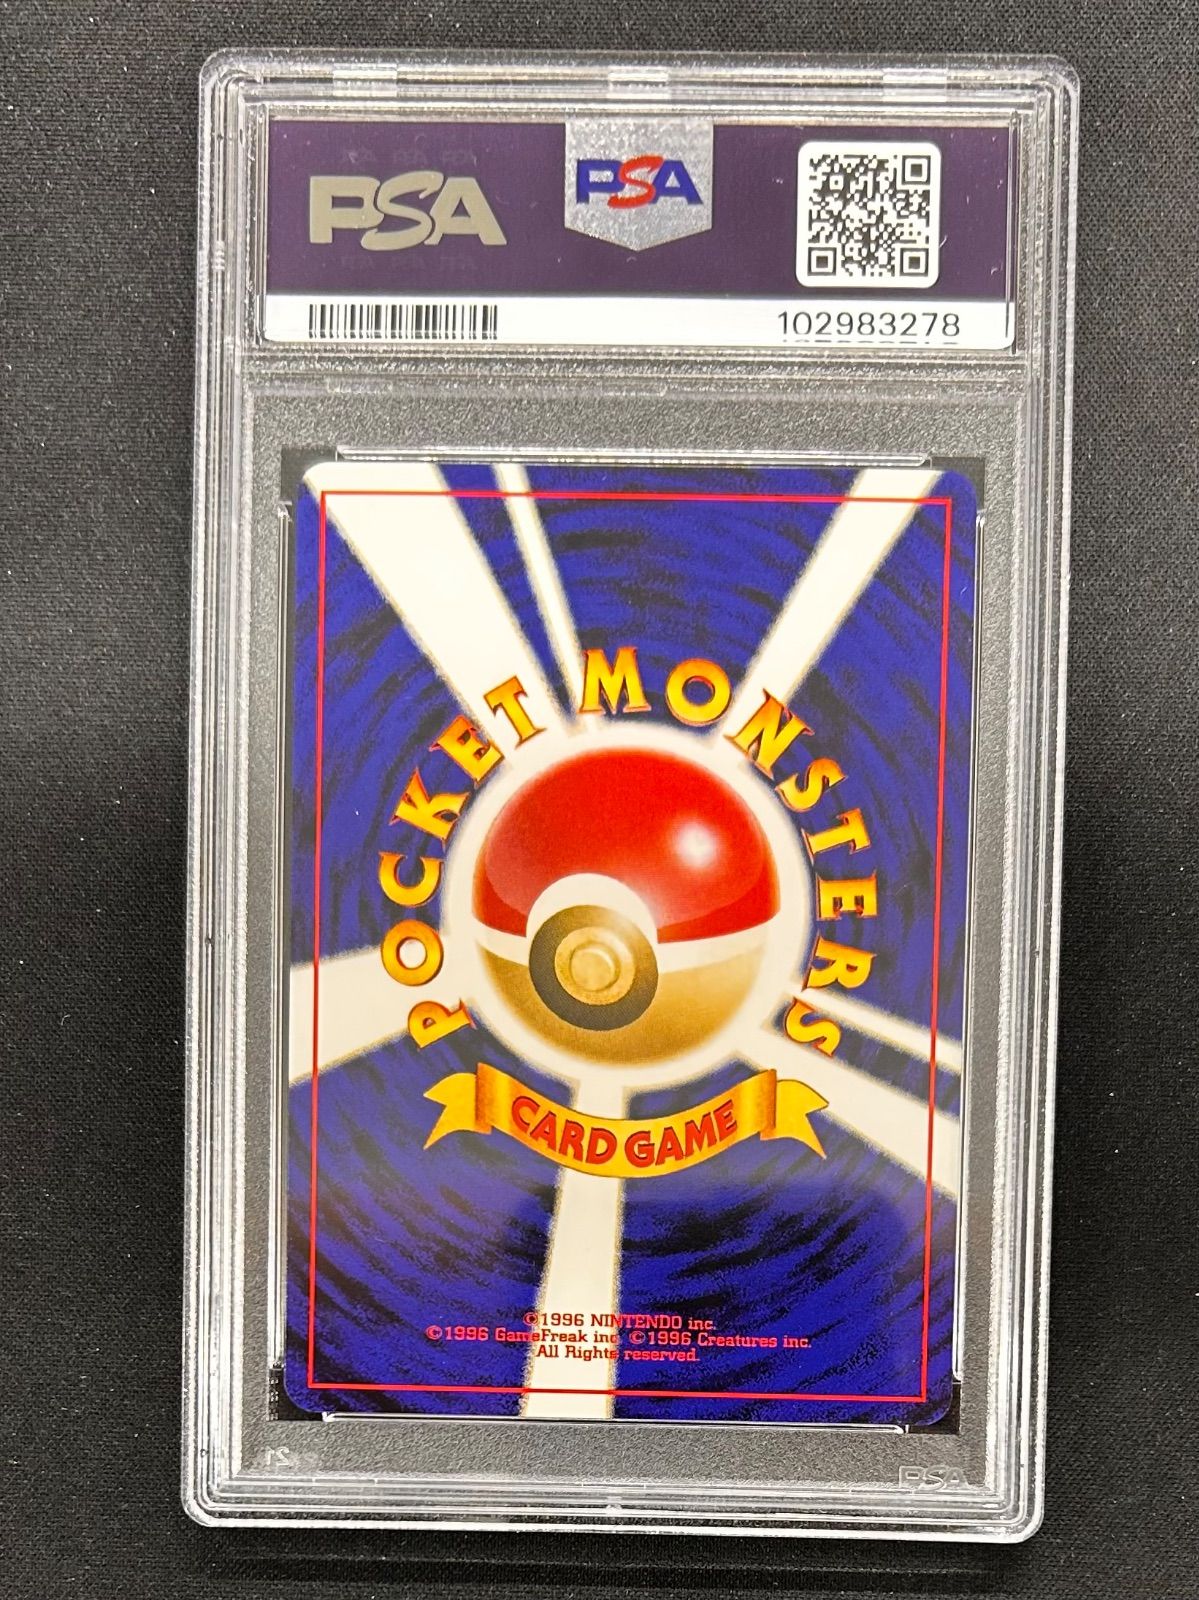 PSA
PSA
102983278
POCKET MONSTERS
CARD GAME
©1996 NINTENDO inc.
©1996 GameFreak inc. ©1996 Creatures inc.
All Rights reserved.
PSA